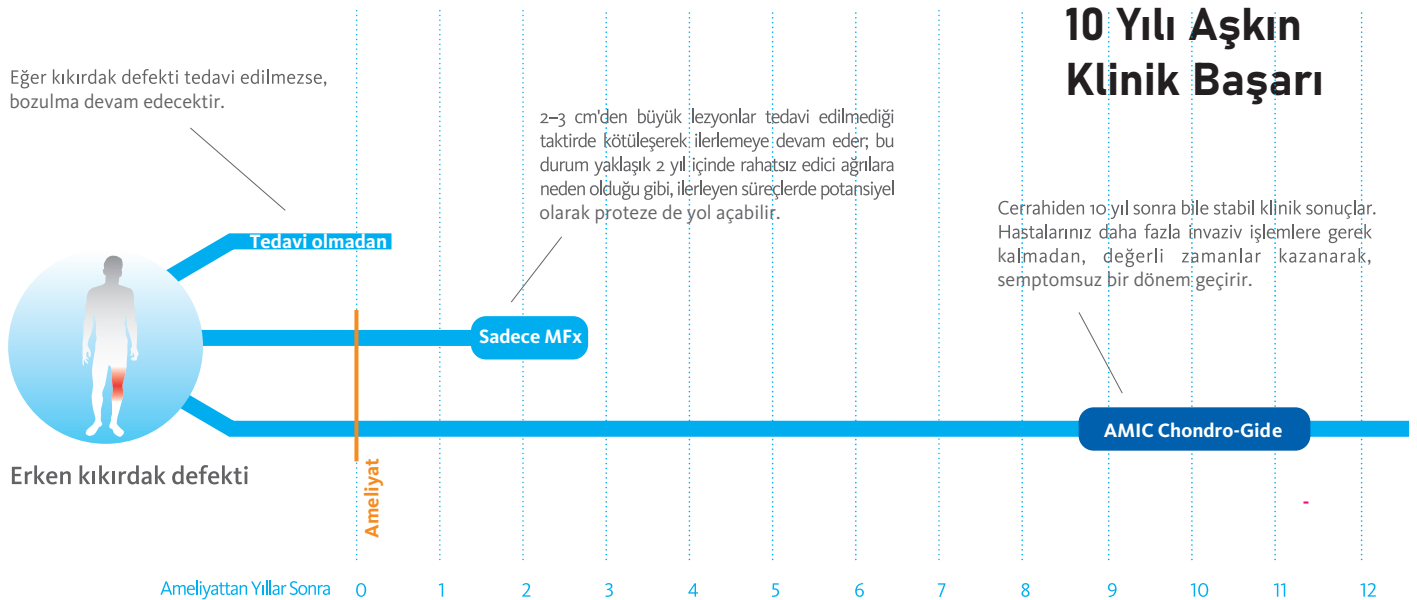 10 Yılı Aşkın
Klinik Başarı
Eğer kıkırdak defekti tedavi edilmezse,
bozulma devam edecektir.
2–3 cm'den büyük lezyonlar tedavi edilmediği
taktirde kötüleşerek ilerlemeye devam eder; bu
durum yaklaşık 2 yıl içinde rahatsız edici ağrılara
neden olduğu gibi, ilerleyen süreçlerde potansiyel
olarak proteze de yol açabilir.
Cerrahiden 10 yıl sonra bile stabil klinik sonuçlar.
Hastalarınız daha fazla invaziv işlemlere gerek
kalmadan, değerli zamanlar kazanarak,
semptomsuz bir dönem geçirir.
Tedavi olmadan
Sadece MFx
AMIC Chondro-Gide
Erken kıkırdak defekti
Ameliyat
-
Ameliyattan Yıllar Sonra 0 1 2 3 4 5 6 7 8 9 10 11 12